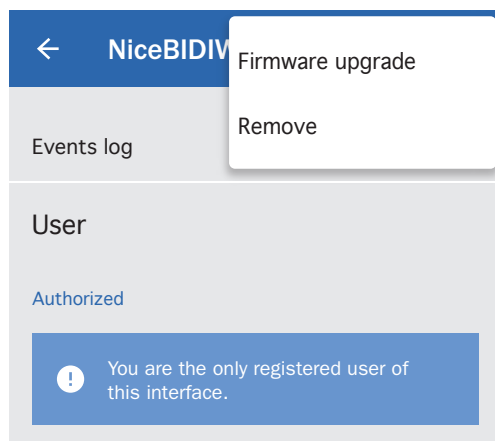 NiceBIDIW
Firmware upgrade
Remove
Events log
User
Authorized
You are the only registered user of
this interface.